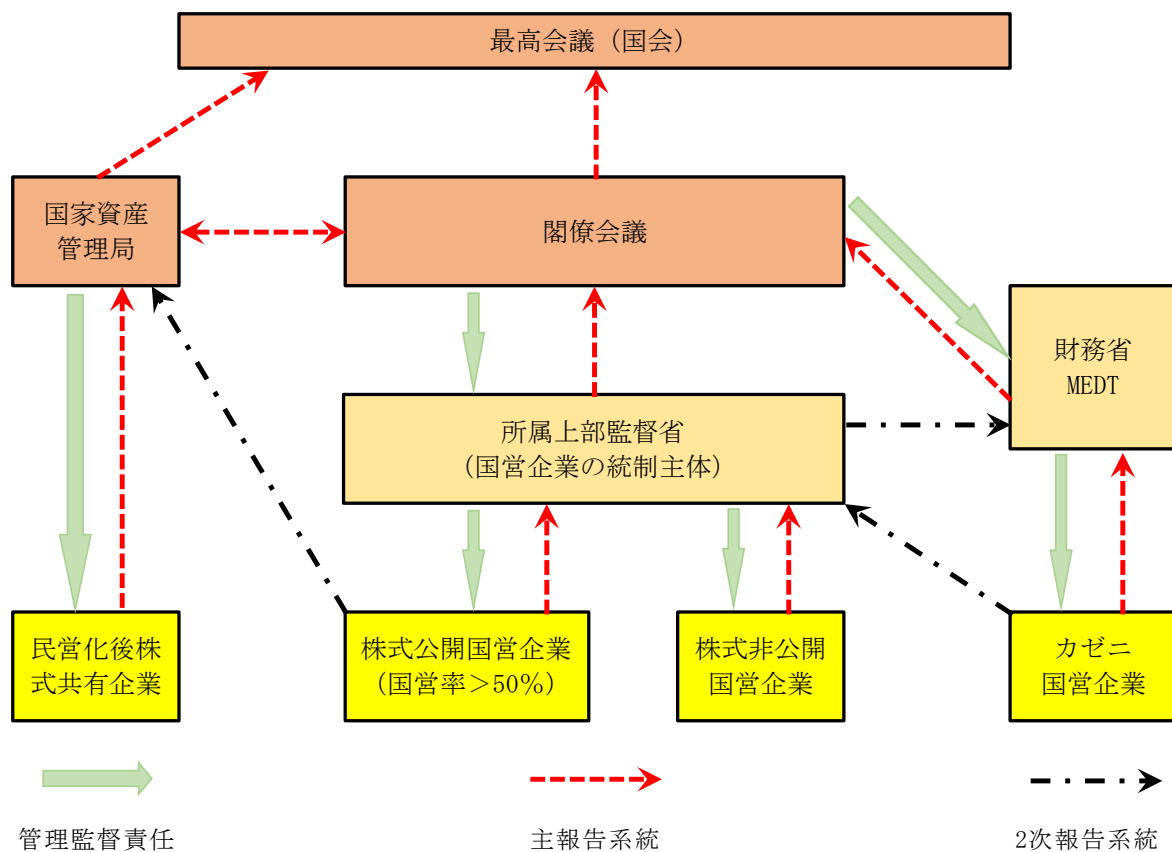 最高会議（国会）
国家資産
管理局
閣僚会議
財務省
MEDT
所属上部監督省
（国営企業の統制主体）
民営化後株
式共有企業
株式公開国営企業
（国営率＞50%）
株式非公開
国営企業
カゼニ
国営企業
管理監督責任
主報告系統
2次報告系統